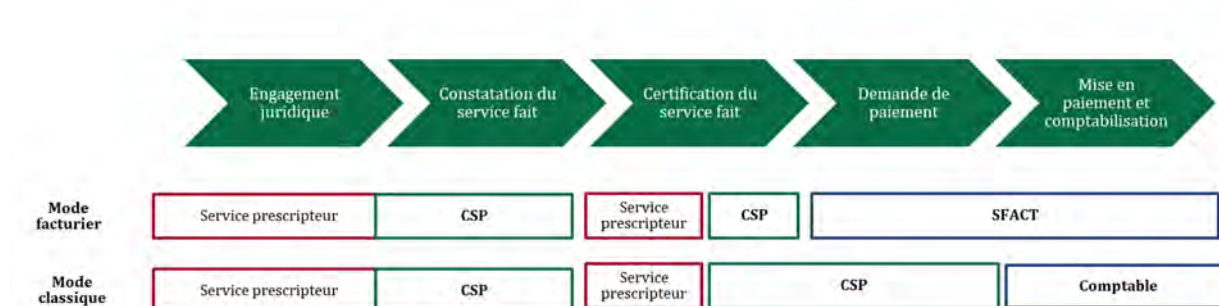 Engagement
juridique
Constatation du
service fait
Certification du
service fait
Demande de
paiement
Mise en
paiement et
comptabilisation
Mode
facturier
Service prescripteur
CSP
Service
prescripteur
CSP
SFACT
Mode
classique
Service prescripteur
CSP
Service
prescripteur
CSP
Comptable